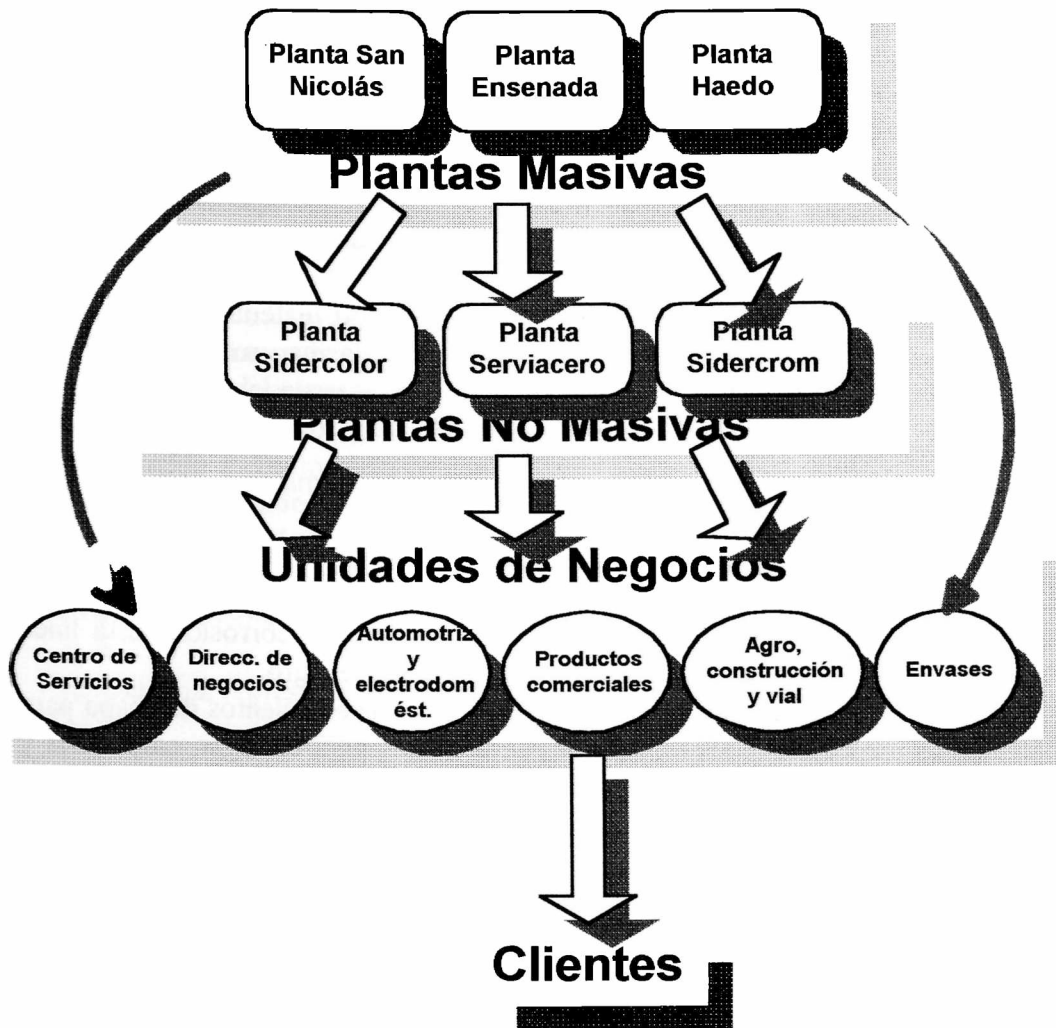 Planta San
Nicolás
Planta
Ensenada
Planta
Haedo
Plantas Masivas
Planta
Sidercolor
Planta
Serviacero
Planta
Sidercrom
Plantas No Masivas
Unidades de Negocios
Centro de
Servicios
Direcc. de
negocios
Automotriz
y
electrodom
ést.
Productos
comerciales
Agro,
construcción
y vial
Envases
Clientes